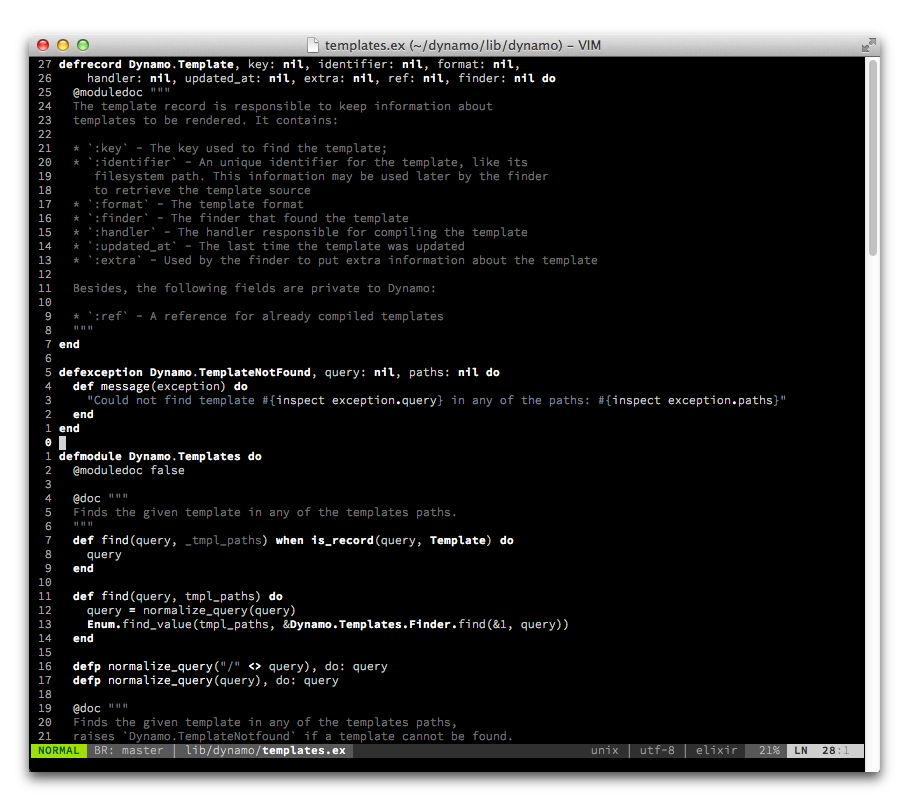 templates.ex (~/dynamo/lib/dynamo) – VIM
27 defrecord Dynamo.Template, key: nil, identifier: nil, format: nil,
26     handler: nil, updated_at: nil, extra: nil, ref: nil, finder: nil do
25   @moduledoc """
24   The template record is responsible to keep information about
23   templates to be rendered. It contains:
22
21   * `:key` - The key used to find the template;
20   * `:identifier` - An unique identifier for the template, like its
19      filesystem path. This information may be used later by the finder
18      to retrieve the template source
17   * `:format` - The template format
16   * `:finder` - The finder that found the template
15   * `:handler` - The handler responsible for compiling the template
14   * `:updated_at` - The last time the template was updated
13   * `:extra` - Used by the finder to put extra information about the template
12
11   Besides, the following fields are private to Dynamo:
10
9   * `:ref` - A reference for already compiled templates
8   """
7 end
6
5 defexception Dynamo.TemplateNotFound, query: nil, paths: nil do
4   def message(exception) do
3     "Could not find template #{inspect exception.query} in any of the paths: #{inspect exception.paths}"
2   end
1 end
0
1 defmodule Dynamo.Templates do
2   @moduledoc false
3
4   @doc """
5   Finds the given template in any of the templates paths.
6   """
7   def find(query, _tmpl_paths) when is_record(query, Template) do
8     query
9   end
10
11   def find(query, tmpl_paths) do
12     query = normalize_query(query)
13     Enum.find_value(tmpl_paths, &Dynamo.Templates.Finder.find(&1, query))
14   end
15
16   defp normalize_query("/" <> query), do: query
17   defp normalize_query(query), do: query
18
19   @doc """
20   Finds the given template in any of the templates paths,
21   raises `Dynamo.TemplateNotfound` if a template cannot be found.
NORMAL BR: master | lib/dynamo/templates.ex unix | utf-8 | elixir 21% LN 28:1